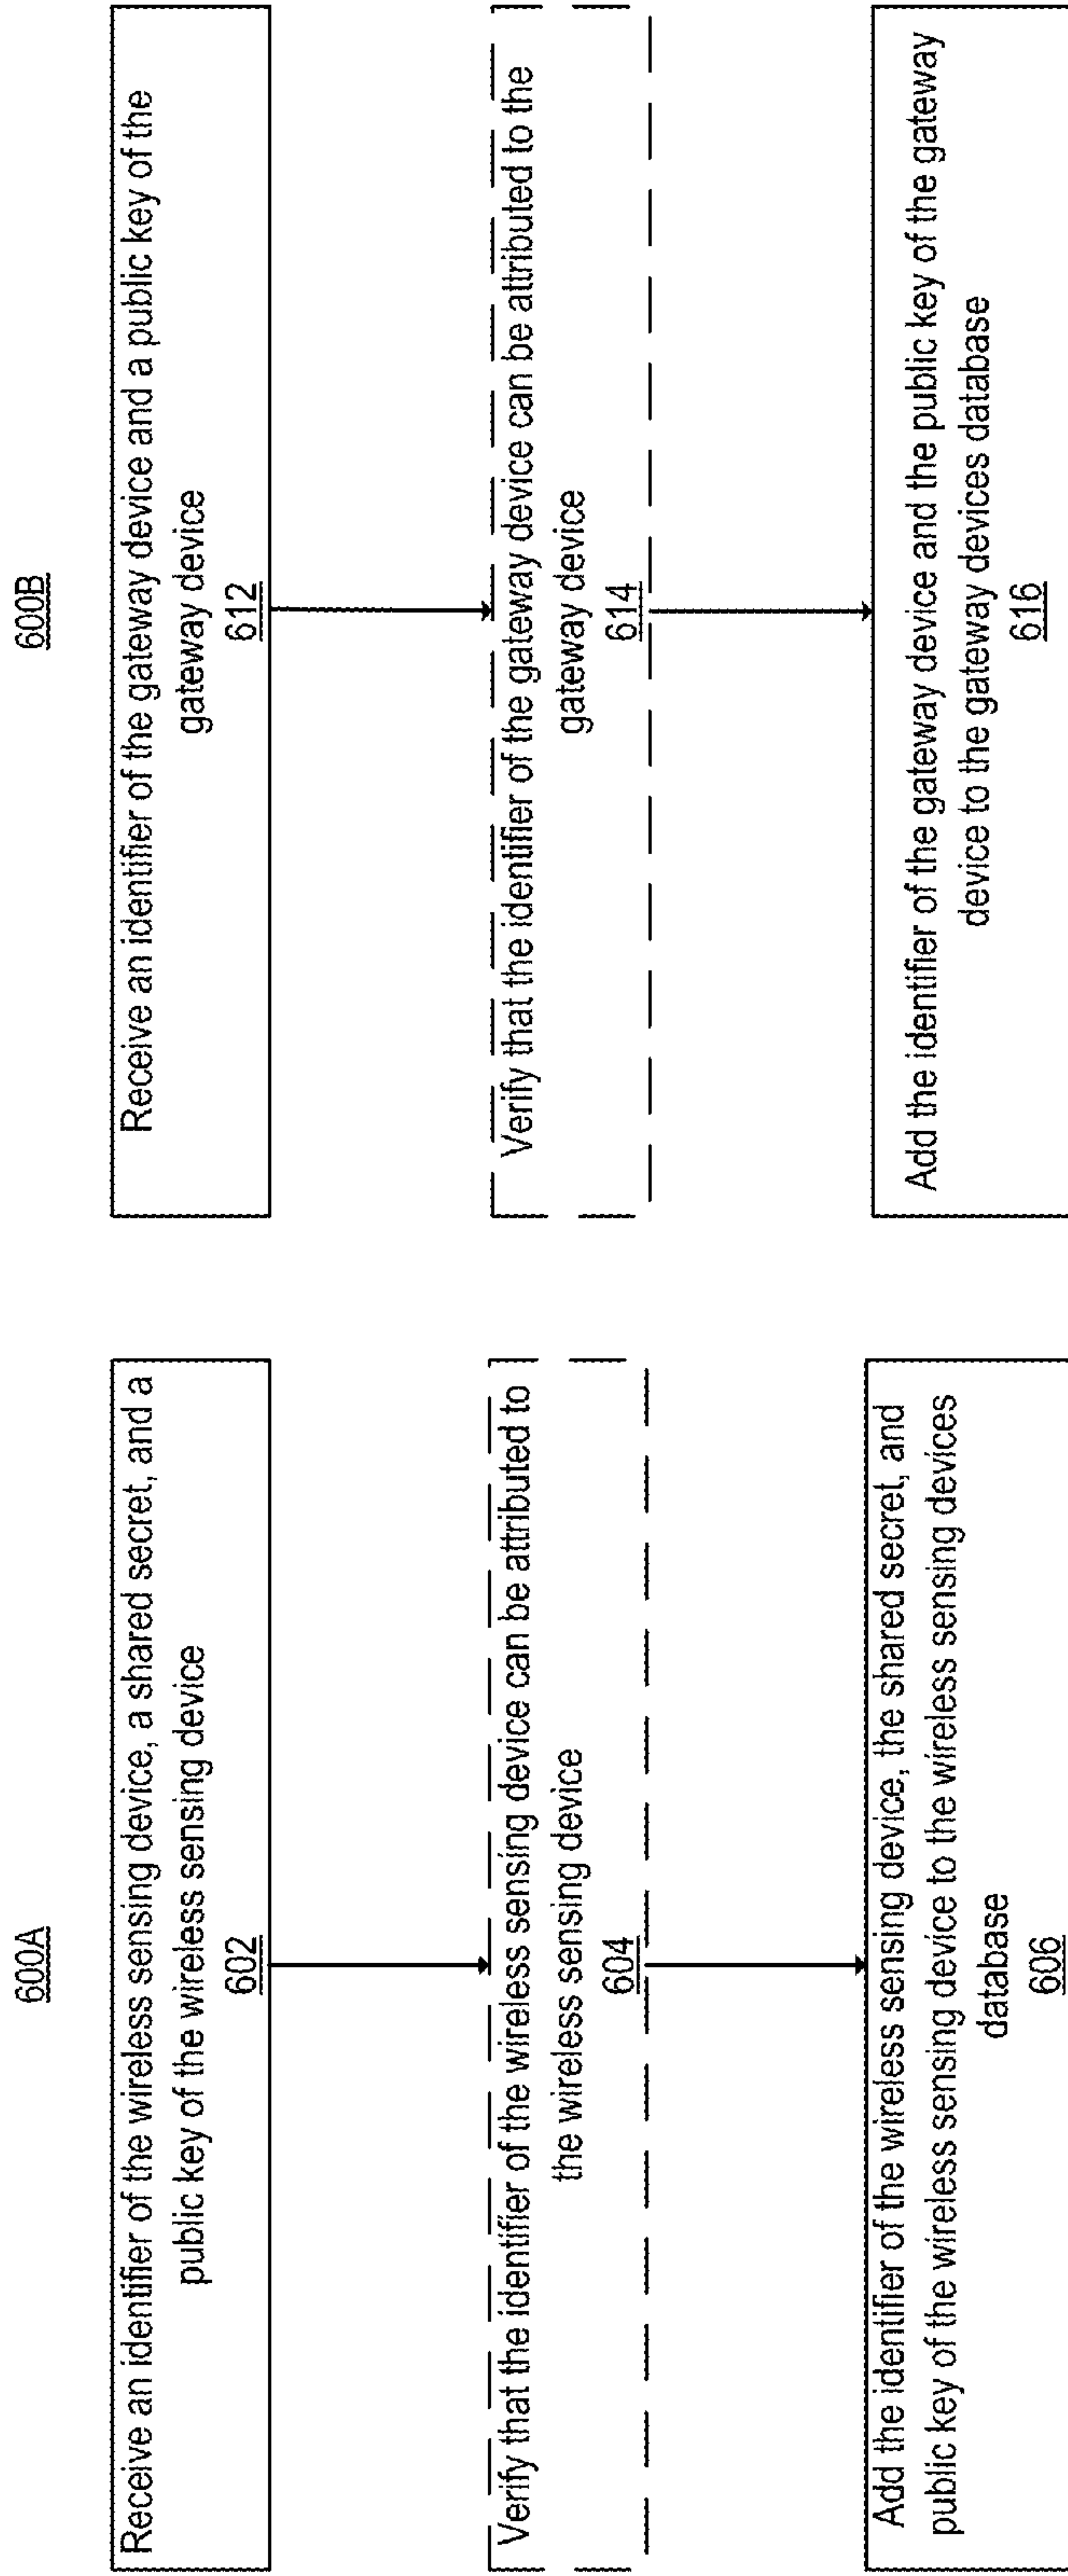 600A
Receive an identifier of the wireless sensing device, a shared secret, and a
public key of the wireless sensing device
602
Verify that the identifier of the wireless sensing device can be attributed to
the wireless sensing device
604
Add the identifier of the wireless sensing device, the shared secret, and
public key of the wireless sensing device to the wireless sensing devices
database
606
600B
Receive an identifier of the gateway device and a public key of the
gateway device
612
Verify that the identifier of the gateway device can be attributed to the
gateway device
614
Add the identifier of the gateway device and the public key of the gateway
device to the gateway devices database
616